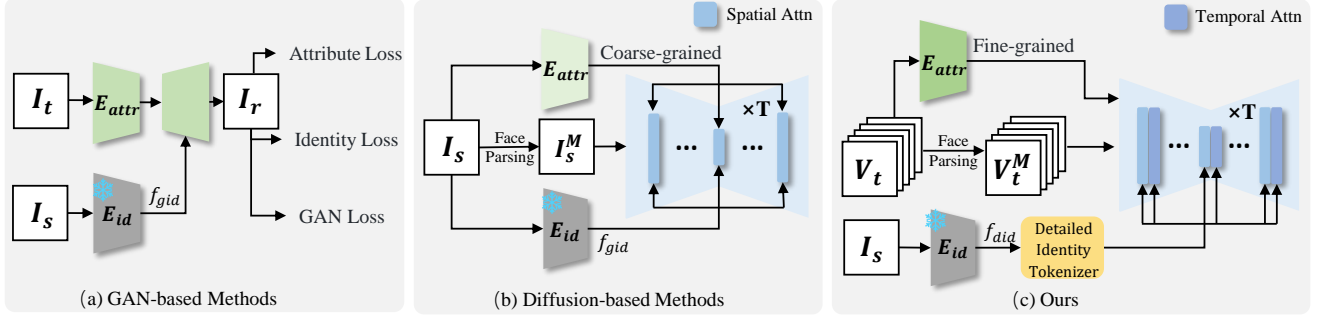 I_t
E_attr
I_r
Attribute Loss
Identity Loss
GAN Loss
I_s
E_id
f_gid
(a) GAN-based Methods
Spatial Attn
E_attr
Coarse-grained
×T
I_s
Face
Parsing
I_s^M
...
...
E_id
f_gid
(b) Diffusion-based Methods
Temporal Attn
E_attr
Fine-grained
×T
V_t
Face
Parsing
V_t^M
...
...
I_s
E_id
f_did
Detailed
Identity
Tokenizer
(c) Ours